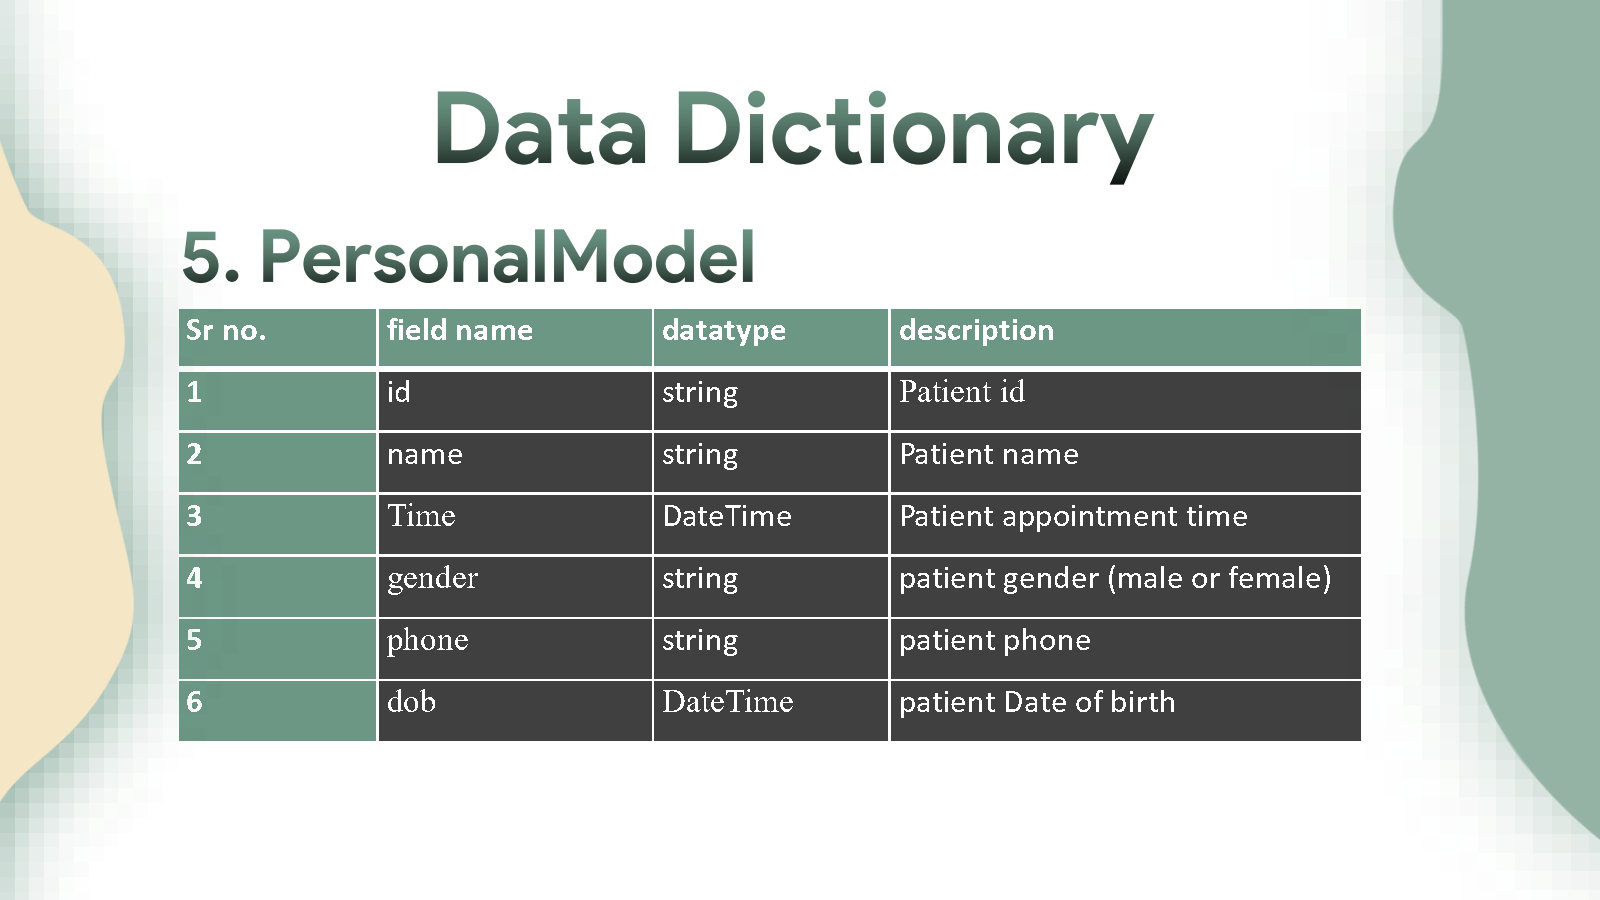 Data Dictionary
5. PersonalModel
Sr no. field name datatype description
1 id string Patient id
2 name string Patient name
3 Time DateTime Patient appointment time
4 gender string patient gender (male or female)
5 phone string patient phone
6 dob DateTime patient Date of birth